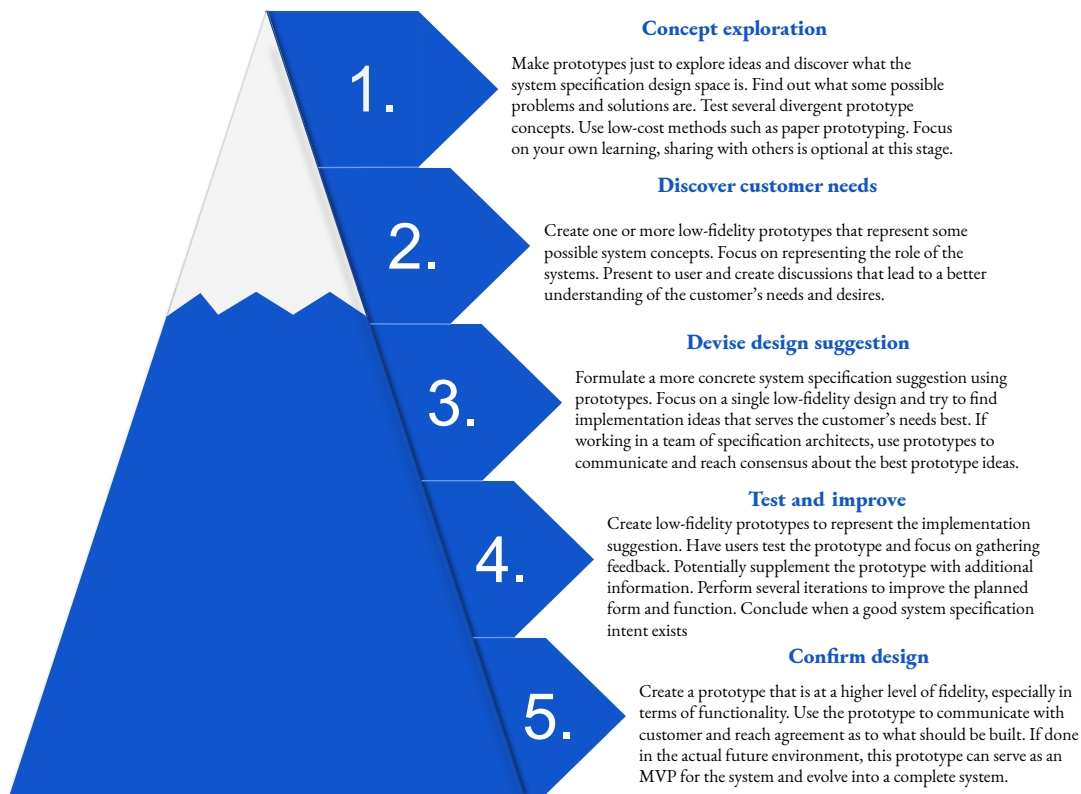 1.
Concept exploration
Make prototypes just to explore ideas and discover what the
system specification design space is. Find out what some possible
problems and solutions are. Test several divergent prototype
concepts. Use low-cost methods such as paper prototyping. Focus
on your own learning, sharing with others is optional at this stage.
2.
Discover customer needs
Create one or more low-fidelity prototypes that represent some
possible system concepts. Focus on representing the role of the
systems. Present to user and create discussions that lead to a better
understanding of the customer's needs and desires.
3.
Devise design suggestion
Formulate a more concrete system specification suggestion using
prototypes. Focus on a single low-fidelity design and try to find
implementation ideas that serves the customer's needs best. If
working in a team of specification architects, use prototypes to
communicate and reach consensus about the best prototype ideas.
4.
Test and improve
Create low-fidelity prototypes to represent the implementation
suggestion. Have users test the prototype and focus on gathering
feedback. Potentially supplement the prototype with additional
information. Perform several iterations to improve the planned
form and function. Conclude when a good system specification
intent exists
5.
Confirm design
Create a prototype that is at a higher level of fidelity, especially in
terms of functionality. Use the prototype to communicate with
customer and reach agreement as to what should be built. If done
in the actual future environment, this prototype can serve as an
MVP for the system and evolve into a complete system.